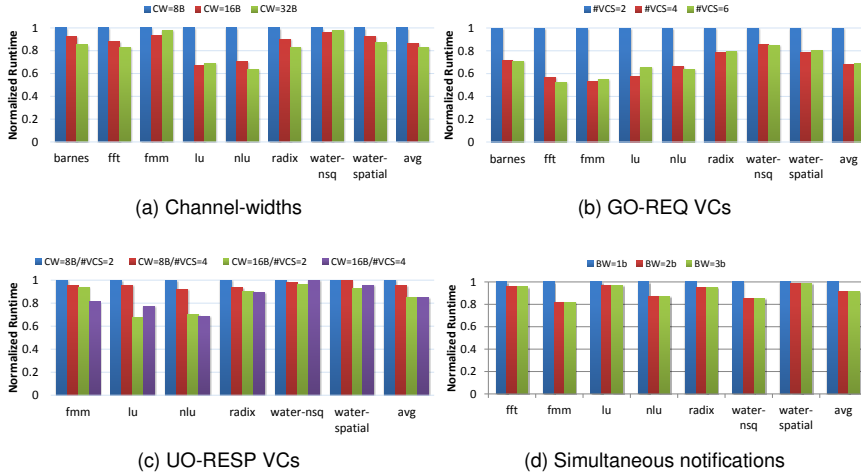 CW=8B CW=16B CW=32B
Normalized Runtime
1
0.8
0.6
0.4
0.2
0
barnes fft fmm lu nlu radix water-nsq water-spatial avg
(a) Channel-widths
#VCS=2 #VCS=4 #VCS=6
Normalized Runtime
1
0.8
0.6
0.4
0.2
0
barnes fft fmm lu nlu radix water-nsq water-spatial avg
(b) GO-REQ VCs
CW=8B/#VCS=2 CW=8B/#VCS=4 CW=16B/#VCS=2 CW=16B/#VCS=4
Normalized Runtime
1
0.8
0.6
0.4
0.2
0
fmm lu nlu radix water-nsq water-spatial avg
(c) UO-RESP VCs
BW=1b BW=2b BW=3b
Normalized Runtime
1
0.8
0.6
0.4
0.2
0
fft fmm lu nlu radix water-nsq water-spatial avg
(d) Simultaneous notifications